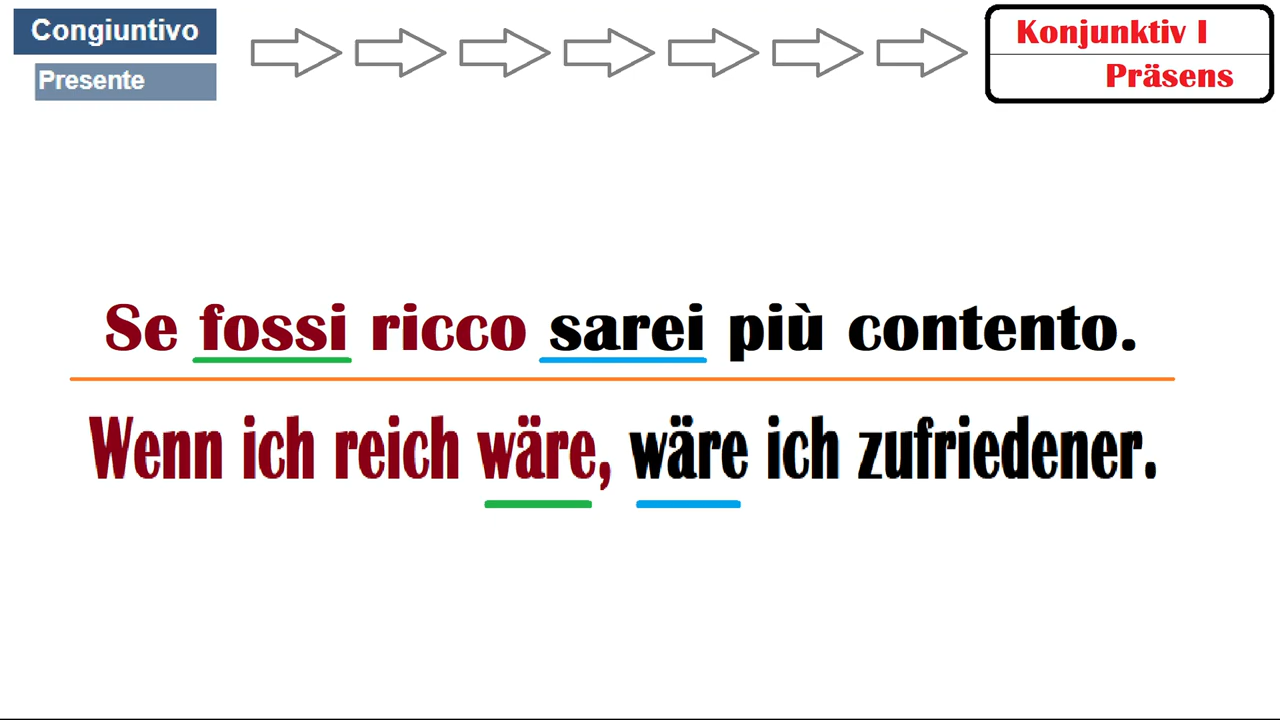 Congiuntivo
Presente
Konjunktiv I
Präsens
Se fossi ricco sarei più contento.
Wenn ich reich wäre, wäre ich zufriedener.